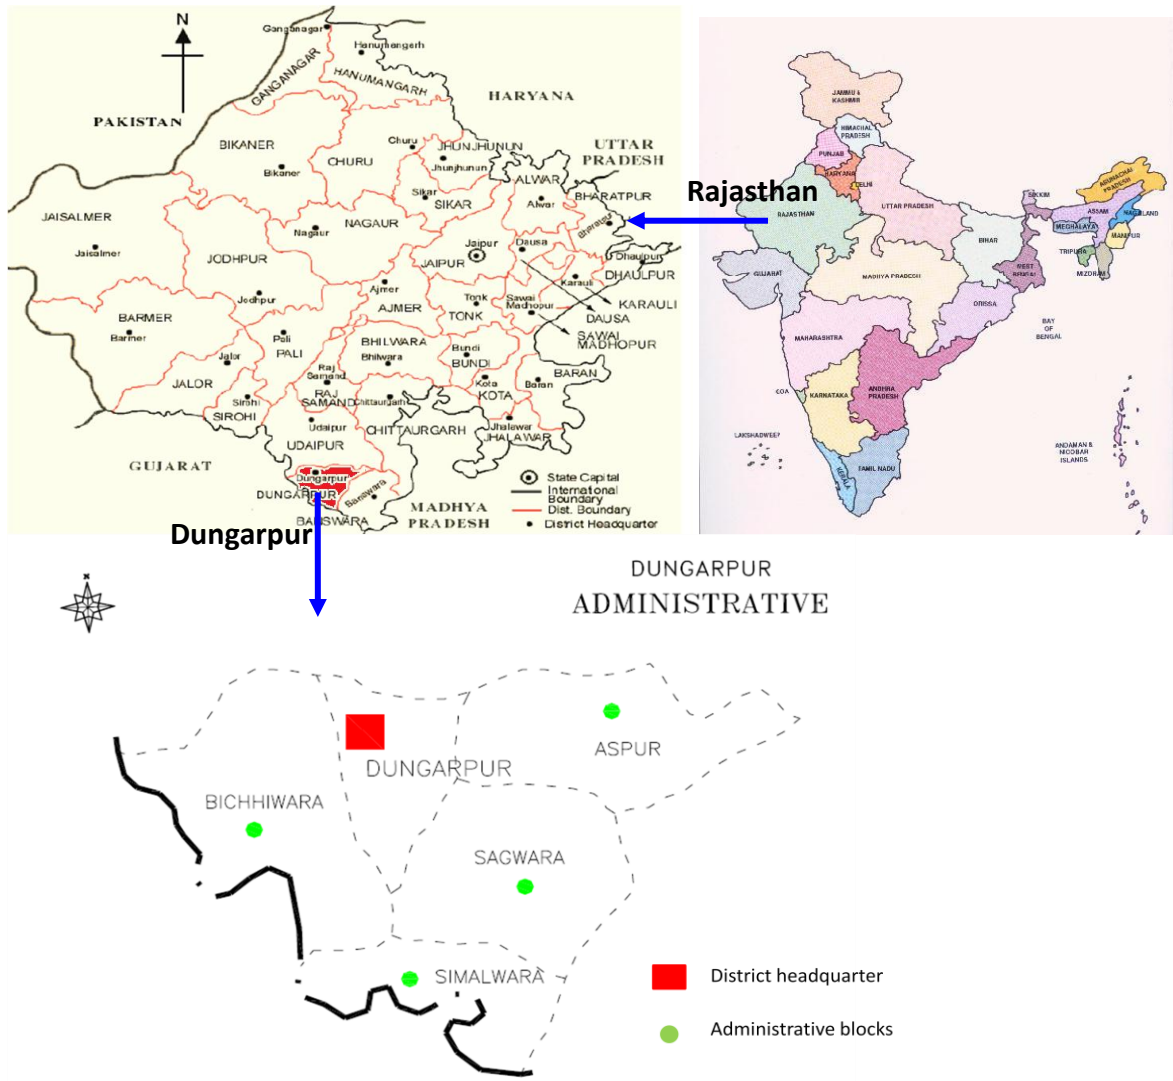 N
Ganganagar
Hanumangarh
GANGANAGAR
HANUMANGARH
HARYANA
PAKISTAN
BIKANER
Bikaner
CHURU
Churu
JHUNJHUNUN
Jhunjhunun
UTTAR
PRADESH
ALWAR
Alwar
BHARATPUR
Bharatpur
Sikar
SIKAR
JAISALMER
Jaisalmer
NAGAUR
Nagaur
Jaipur
JAIPUR
Dausa
Dhaulpur
DHAULPUR
JODHPUR
Jodhpur
Ajmer
AJMER
Tonk
TONK
Sawai
Madhopur
Karauli
KARAULI
DAUSA
SAWAI
MADHOPUR
BARMER
Barmer
Pali
PALI
BHILWARA
Bhilwara
Bundi
BUNDI
BARAN
Baran
Kota
KOTA
Jalor
JALOR
Raj
Samand
RAJ
SAMAND
Chittaurgarh
CHITTAURGARH
Sirohi
SIROHI
Udaipur
UDAIPUR
Jhalawar
JHALAWAR
GUJARAT
Dungarpur
DUNGARPUR
Banswara
BANSWARA
MADHYA
PRADESH
State Capital
International
Boundary
Dist. Boundary
District Headquarter
Rajasthan
JAMMU &
KASHMIR
HIMACHAL
PRADESH
PUNJAB
HARYANA
DELHI
RAJASTHAN
UTTAR PRADESH
SIKKIM
ARUNACHAL
PRADESH
ASSAM
NAGALAND
MEGHALAYA
MANIPUR
TRIPURA
MIZORAM
BIHAR
WEST
BENGAL
GUJARAT
MADHYA PRADESH
ORISSA
MAHARASHTRA
BAY
OF
BENGAL
ANDHRA
PRADESH
GOA
KARNATAKA
LAKSHADWEEP
KERALA
TAMIL NADU
ANDAMAN &
NICOBAR
ISLANDS
Dungarpur
N
DUNGARPUR
ADMINISTRATIVE
ASPUR
DUNGARPUR
BICHHIWARA
SAGWARA
SIMALWARA
District headquarter
Administrative blocks